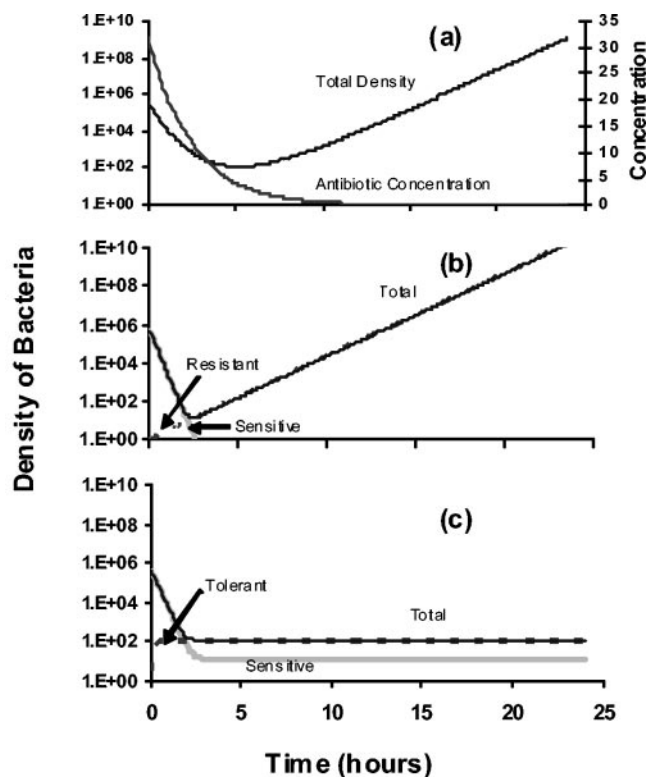 1.E+10
(a)
35
1.E+08
30
Total Density
25
1.E+06
20
1.E+04
15
10
1.E+02
Antibiotic Concentration
5
1.E+00
0
Concentration
1.E+10
(b)
1.E+08
Total
1.E+06
1.E+04
Resistant
1.E+02
Sensitive
1.E+00
Density of Bacteria
1.E+10
(c)
1.E+08
1.E+06
Tolerant
1.E+04
Total
1.E+02
Sensitive
1.E+00
0 5 10 15 20 25
Time (hours)